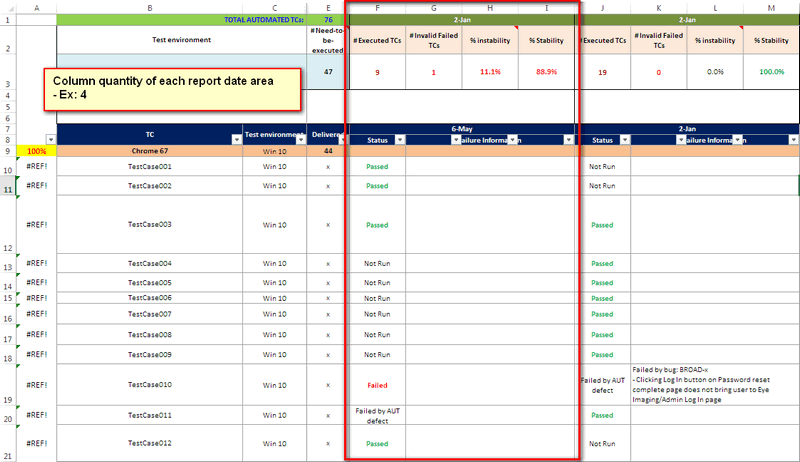 A B C E F G H I J K L M
1 TOTAL AUTOMATED TCs: 76 2-Jan 2-Jan
2 Test environment #Need-to-be-executed # Executed TCs # Invalid Failed TCs % instability % Stability # Executed TCs # Invalid Failed TCs % instability % Stability
3 47 9 1 11.1% 88.9% 19 0 0.0% 100.0%
Column quantity of each report date area
- Ex: 4
4
5
6
7 6-May 2-Jan
8 TC Test environment Delivered Status Failure Information Status Failure Information
9 100% Chrome 67 Win 10 44
10 #REF! TestCase001 Win 10 x Passed Not Run
11 #REF! TestCase002 Win 10 x Passed Not Run
12 #REF! TestCase003 Win 10 x Passed Passed
13 #REF! TestCase004 Win 10 x Not Run Passed
14 #REF! TestCase005 Win 10 x Not Run Passed
15 #REF! TestCase006 Win 10 x Not Run Passed
16 #REF! TestCase007 Win 10 x Not Run Passed
17 #REF! TestCase008 Win 10 x Not Run Passed
18 #REF! TestCase009 Win 10 x Not Run Passed
19 #REF! TestCase010 Win 10 x Failed Failed by AUT defect Failed by bug: BROAD-x
- Clicking Log In button on Password reset
complete page does not bring user to Eye
Imaging/Admin Log In page
20 #REF! TestCase011 Win 10 x Failed by AUT defect Passed
21 #REF! TestCase012 Win 10 x Passed Not Run